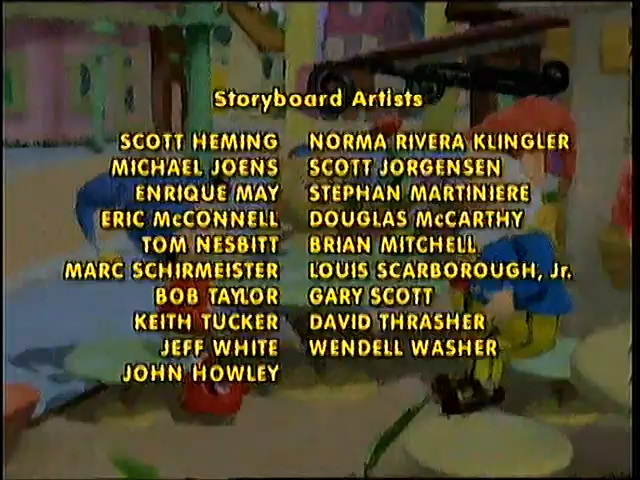 Storyboard Artists
SCOTT HEMING NORMA RIVERA KLINGLER
MICHAEL JOENS SCOTT JORGENSEN
ENRIQUE MAY STEPHAN MARTINIERE
ERIC McCONNELL DOUGLAS McCARTHY
TOM NESBITT BRIAN MITCHELL
MARC SCHIRMEISTER LOUIS SCARBOROUGH, Jr.
BOB TAYLOR GARY SCOTT
KEITH TUCKER DAVID THRASHER
JEFF WHITE WENDELL WASHER
JOHN HOWLEY